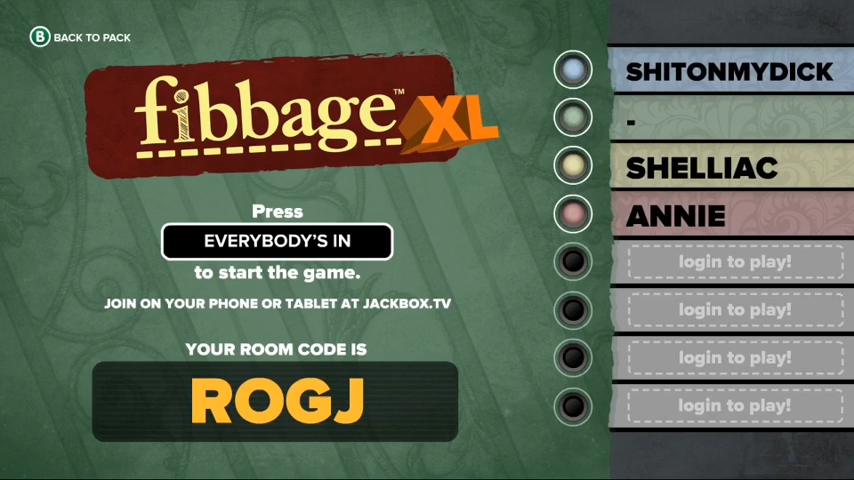 B BACK TO PACK
fibbage™ XL
Press
EVERYBODY'S IN
to start the game.
JOIN ON YOUR PHONE OR TABLET AT JACKBOX.TV
YOUR ROOM CODE IS
ROGJ
SHITONMYDICK
-
SHELLIAC
ANNIE
login to play!
login to play!
login to play!
login to play!